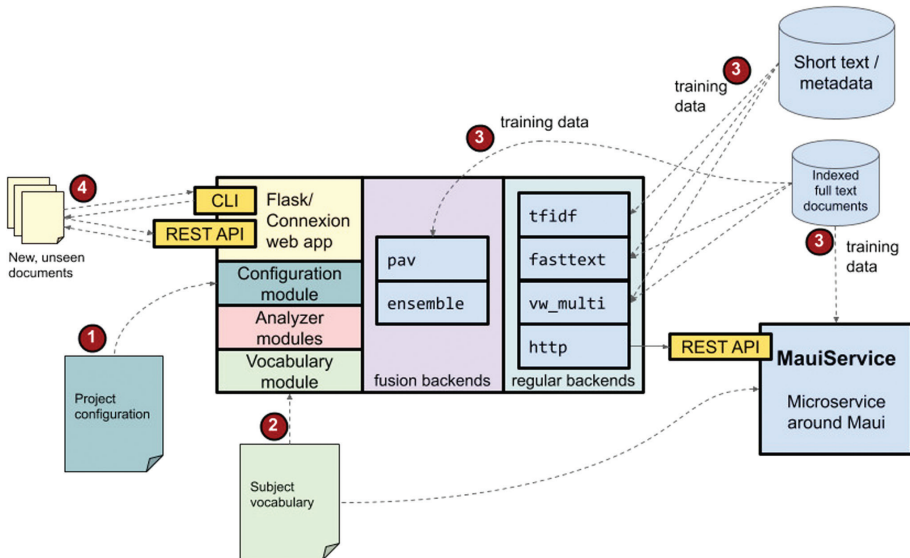 Short text /
metadata
3
training
data
3
training data
Indexed
full text
documents
3
training
data
4
New, unseen
documents
CLI
REST API
Flask/
Connexion
web app
Configuration
module
Analyzer
modules
Vocabulary
module
pav
ensemble
fusion backends
tfidf
fasttext
vw_multi
http
regular backends
REST API
MauiService
Microservice
around Maui
1
Project
configuration
2
Subject
vocabulary